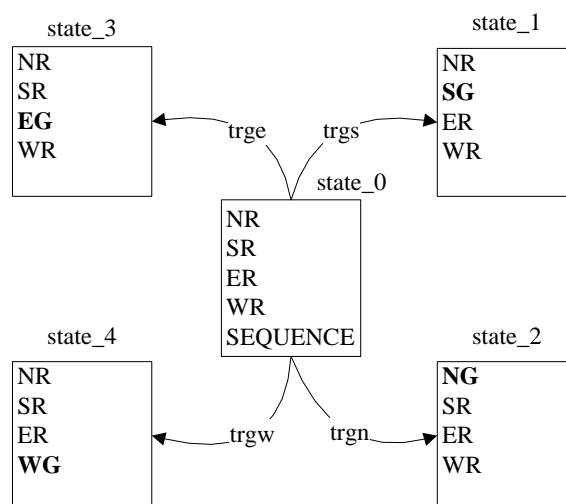 state_3
NR
SR
EG
WR
state_1
NR
SG
ER
WR
trge
trgs
state_0
NR
SR
ER
WR
SEQUENCE
state_4
NR
SR
ER
WG
state_2
NG
SR
ER
WR
trgw
trgn